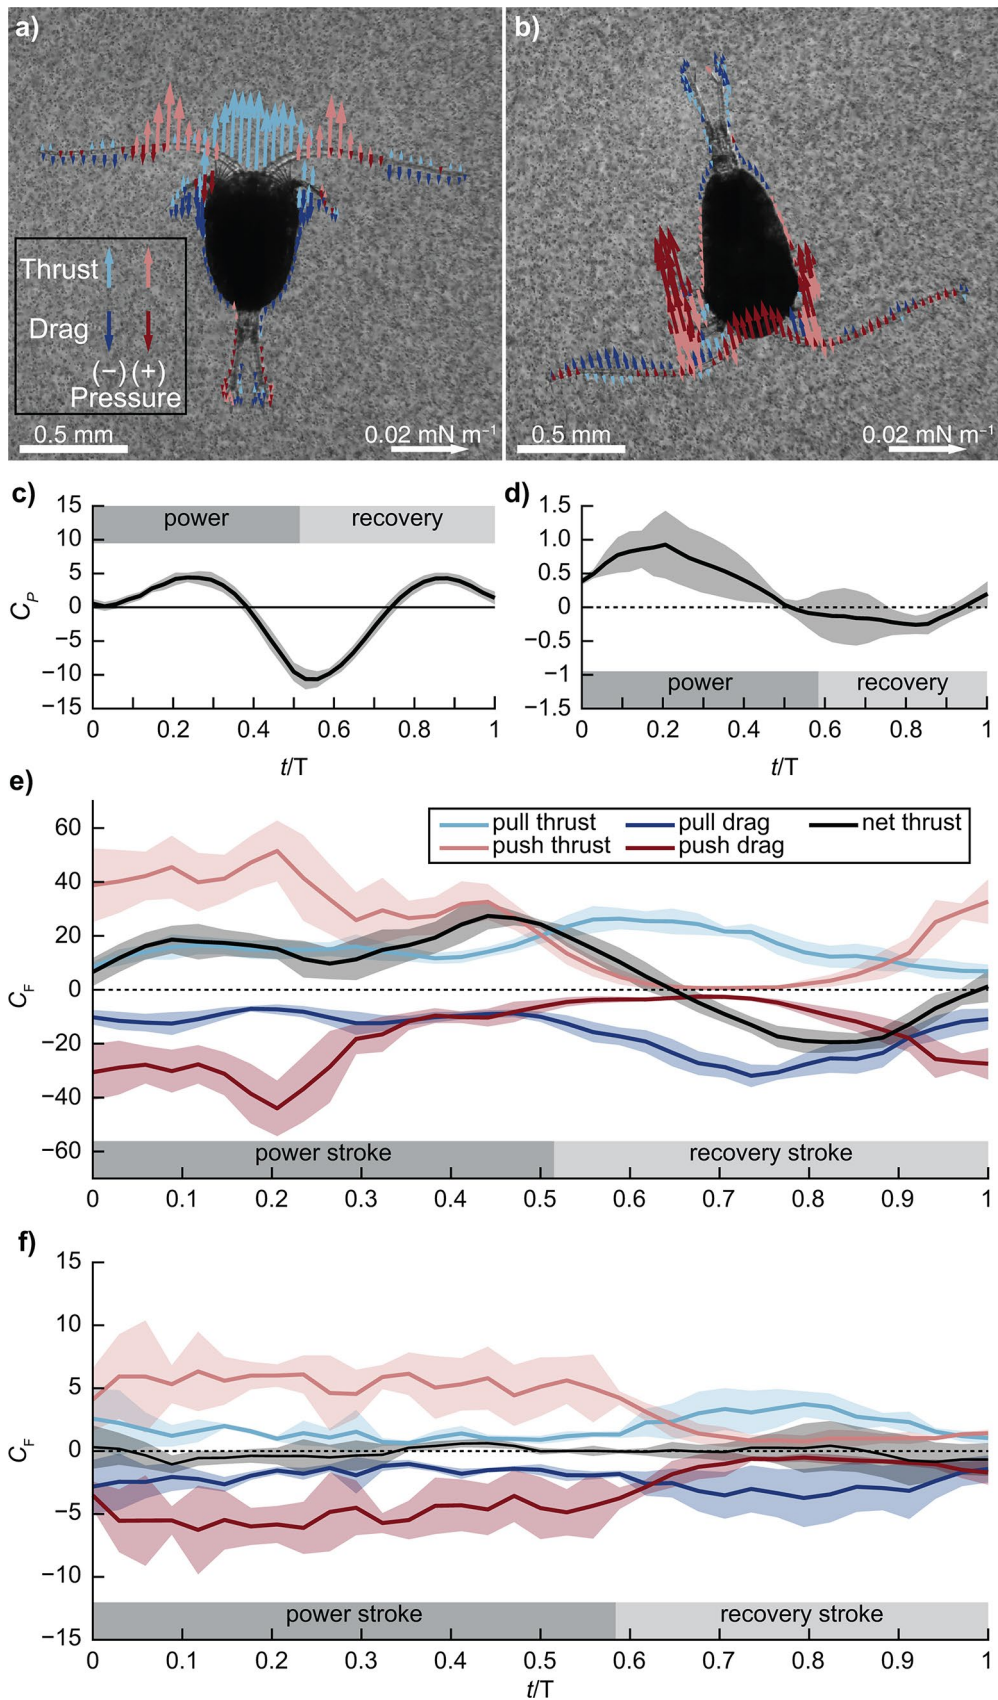 a)
b)
Thrust
Drag
(−) (+)
Pressure
0.5 mm
0.02 mN m⁻¹
0.5 mm
0.02 mN m⁻¹
c)
15
10
5
0
−5
−10
−15
C_P
power
recovery
0 0.2 0.4 0.6 0.8 1
t/T
d)
1.5
1.0
0.5
0
−0.5
−1
−1.5
power
recovery
0 0.2 0.4 0.6 0.8 1
t/T
e)
60
40
20
0
−20
−40
−60
C_F
pull thrust
pull drag
net thrust
push thrust
push drag
power stroke
recovery stroke
0 0.1 0.2 0.3 0.4 0.5 0.6 0.7 0.8 0.9 1
f)
15
10
5
0
−5
−10
−15
C_F
power stroke
recovery stroke
0 0.1 0.2 0.3 0.4 0.5 0.6 0.7 0.8 0.9 1
t/T